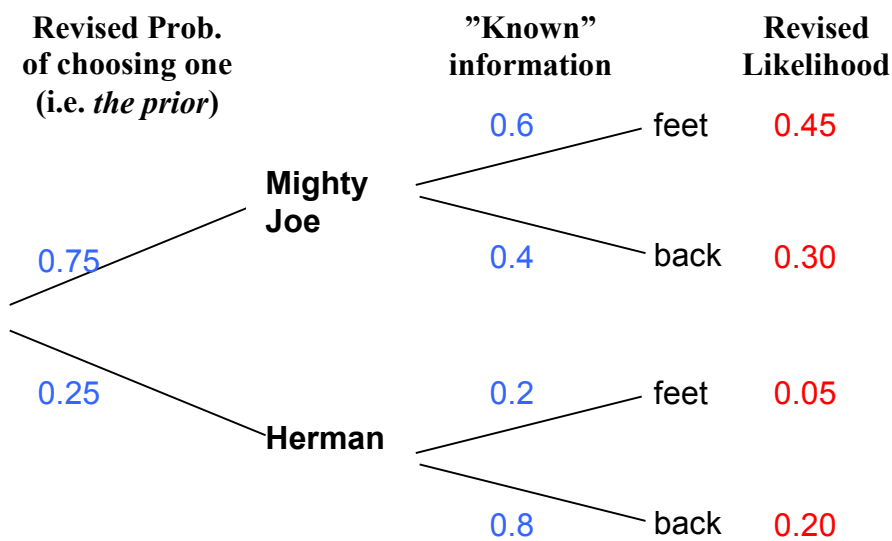 Revised Prob.
of choosing one
(i.e. the prior)
”Known”
information
Revised
Likelihood
0.6
feet
0.45
Mighty
Joe
0.75
0.4
back
0.30
0.25
0.2
feet
0.05
Herman
0.8
back
0.20